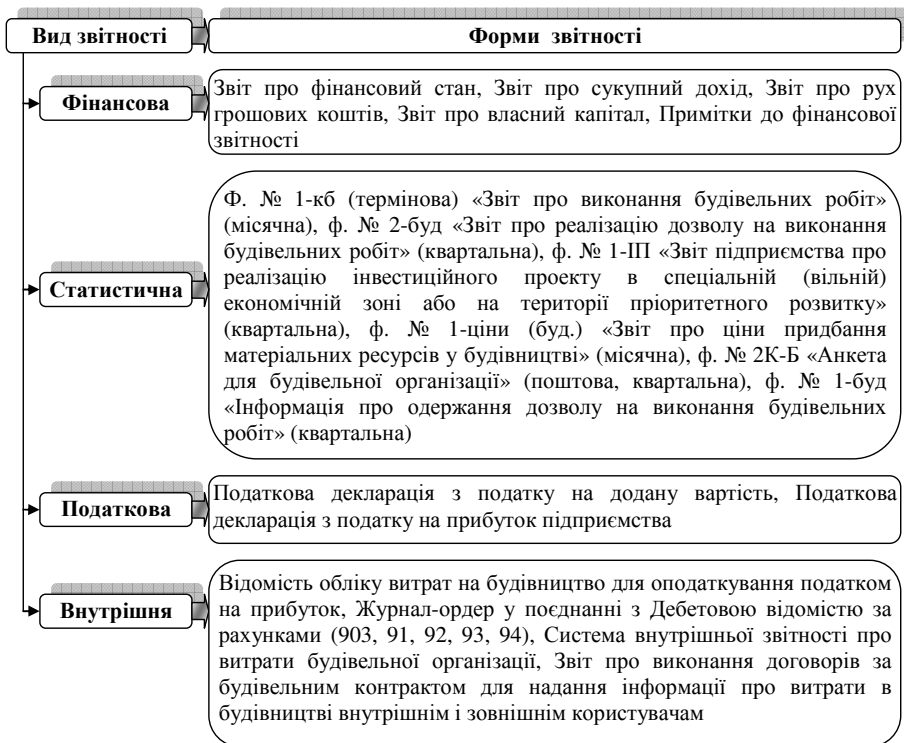 Вид звітності
Форми звітності
Фінансова
Звіт про фінансовий стан, Звіт про сукупний дохід, Звіт про рух
грошових коштів, Звіт про власний капітал, Примітки до фінансової
звітності
Статистична
Ф. № 1-кб (термінова) «Звіт про виконання будівельних робіт»
(місячна), ф. № 2-буд «Звіт про реалізацію дозволу на виконання
будівельних робіт» (квартальна), ф. № 1-ІП «Звіт підприємства про
реалізацію інвестиційного проекту в спеціальній (вільній)
економічній зоні або на території пріоритетного розвитку»
(квартальна), ф. № 1-ціни (буд.) «Звіт про ціни придбання
матеріальних ресурсів у будівництві» (місячна), ф. № 2К-Б «Анкета
для будівельної організації» (поштова, квартальна), ф. № 1-буд
«Інформація про одержання дозволу на виконання будівельних
робіт» (квартальна)
Податкова
Податкова декларація з податку на додану вартість, Податкова
декларація з податку на прибуток підприємства
Внутрішня
Відомість обліку витрат на будівництво для оподаткування податком
на прибуток, Журнал-ордер у поєднанні з Дебетовою відомістю за
рахунками (903, 91, 92, 93, 94), Система внутрішньої звітності про
витрати будівельної організації, Звіт про виконання договорів за
будівельним контрактом для надання інформації про витрати в
будівництві внутрішнім і зовнішнім користувачам